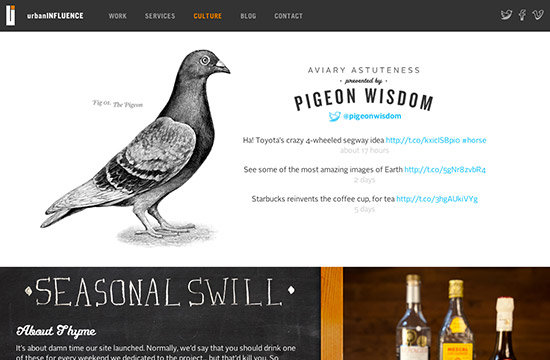 urbanINFLUENCE
WORK SERVICES CULTURE BLOG CONTACT
Fig 01. The Pigeon
AVIARY ASTUTENESS
presented by
PIGEON WISDOM
@pigeonwisdom
Ha! Toyota's crazy 4-wheeled segway idea http://t.co/kxicISBp10 #horse
about 17 hours
See some of the most amazing images of Earth http://t.co/5gNr8zvbR4
2 days
Starbucks reinvents the coffee cup, for tea http://t.co/3hgAUkiVYg
5 days
SEASONAL SWILL
About Thyme
It's about damn time our site launched. Normally, we'd say that you should drink one
of these for every weekend we dedicated to the project... but that'd kill you. So